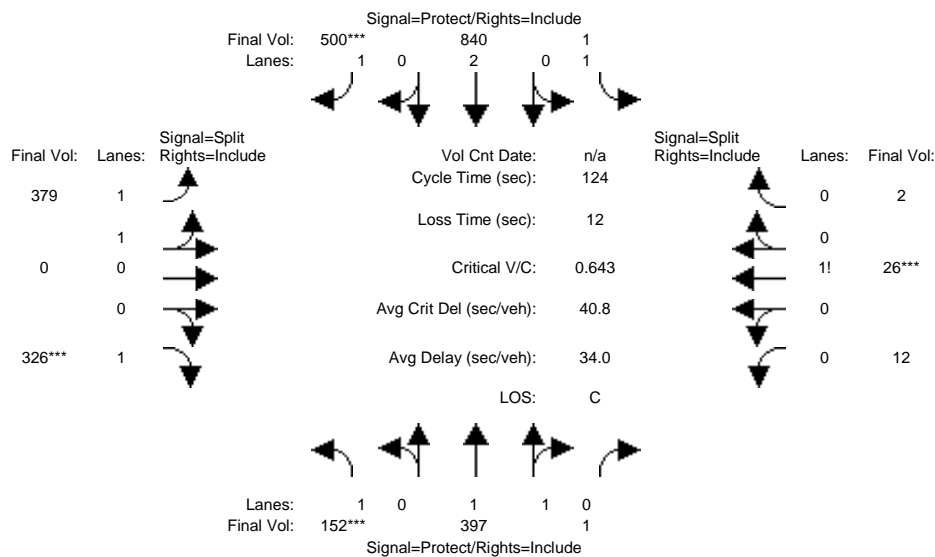 Signal=Protect/Rights=Include
Final Vol: 500*** 840 1
Lanes: 1 0 2 0 1
Signal=Split
Final Vol: Lanes: Rights=Include
Vol Cnt Date: n/a
Signal=Split
Rights=Include Lanes: Final Vol:
Cycle Time (sec): 124
379 1
0 2
Loss Time (sec): 12
1
0
0 0
Critical V/C: 0.643
1! 26***
0
Avg Crit Del (sec/veh): 40.8
0
326*** 1
Avg Delay (sec/veh): 34.0
0 12
LOS: C
Lanes: 1 0 1 1 0
Final Vol: 152*** 397 1
Signal=Protect/Rights=Include